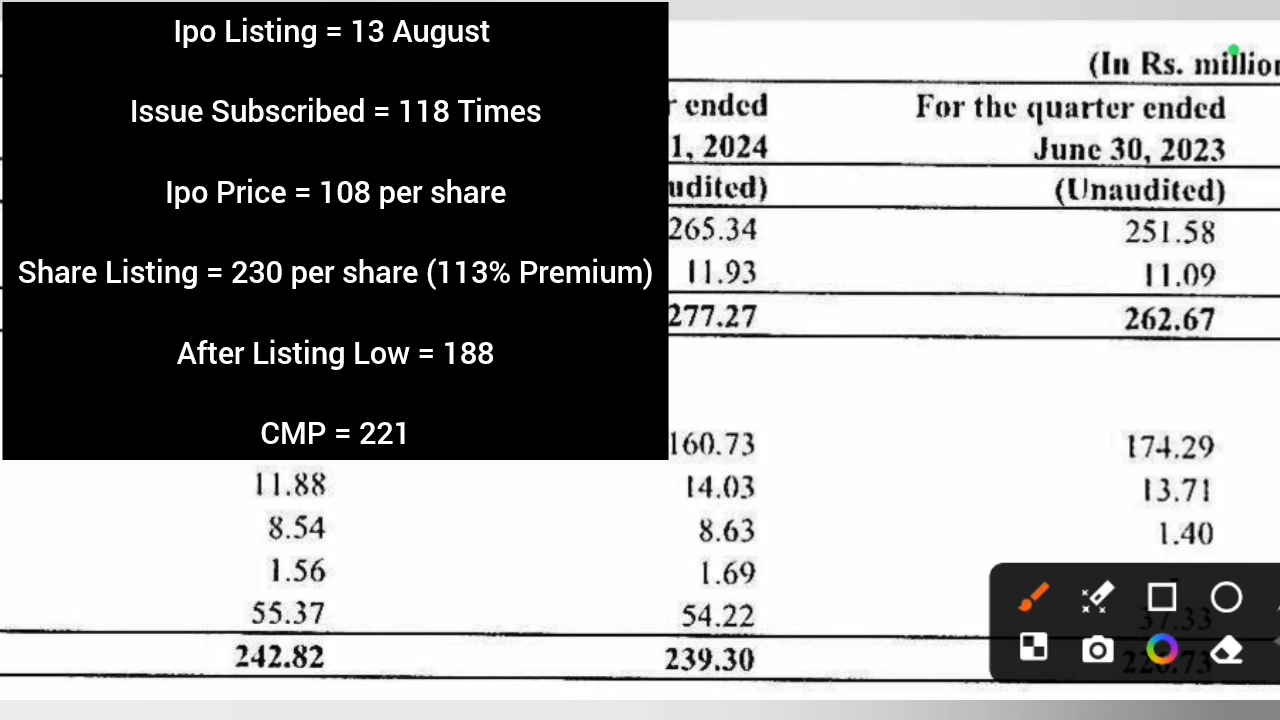 Ipo Listing = 13 August
Issue Subscribed = 118 Times
Ipo Price = 108 per share
Share Listing = 230 per share (113% Premium)
After Listing Low = 188
CMP = 221
(In Rs. million
ended For the quarter ended
1, 2024 June 30, 2023
(Unaudited)
265.34 251.58
11.93 11.09
277.27 262.67
160.73 174.29
11.88 14.03 13.71
8.54 8.63 1.40
1.56 1.69
55.37 54.22 37.33
242.82 239.30